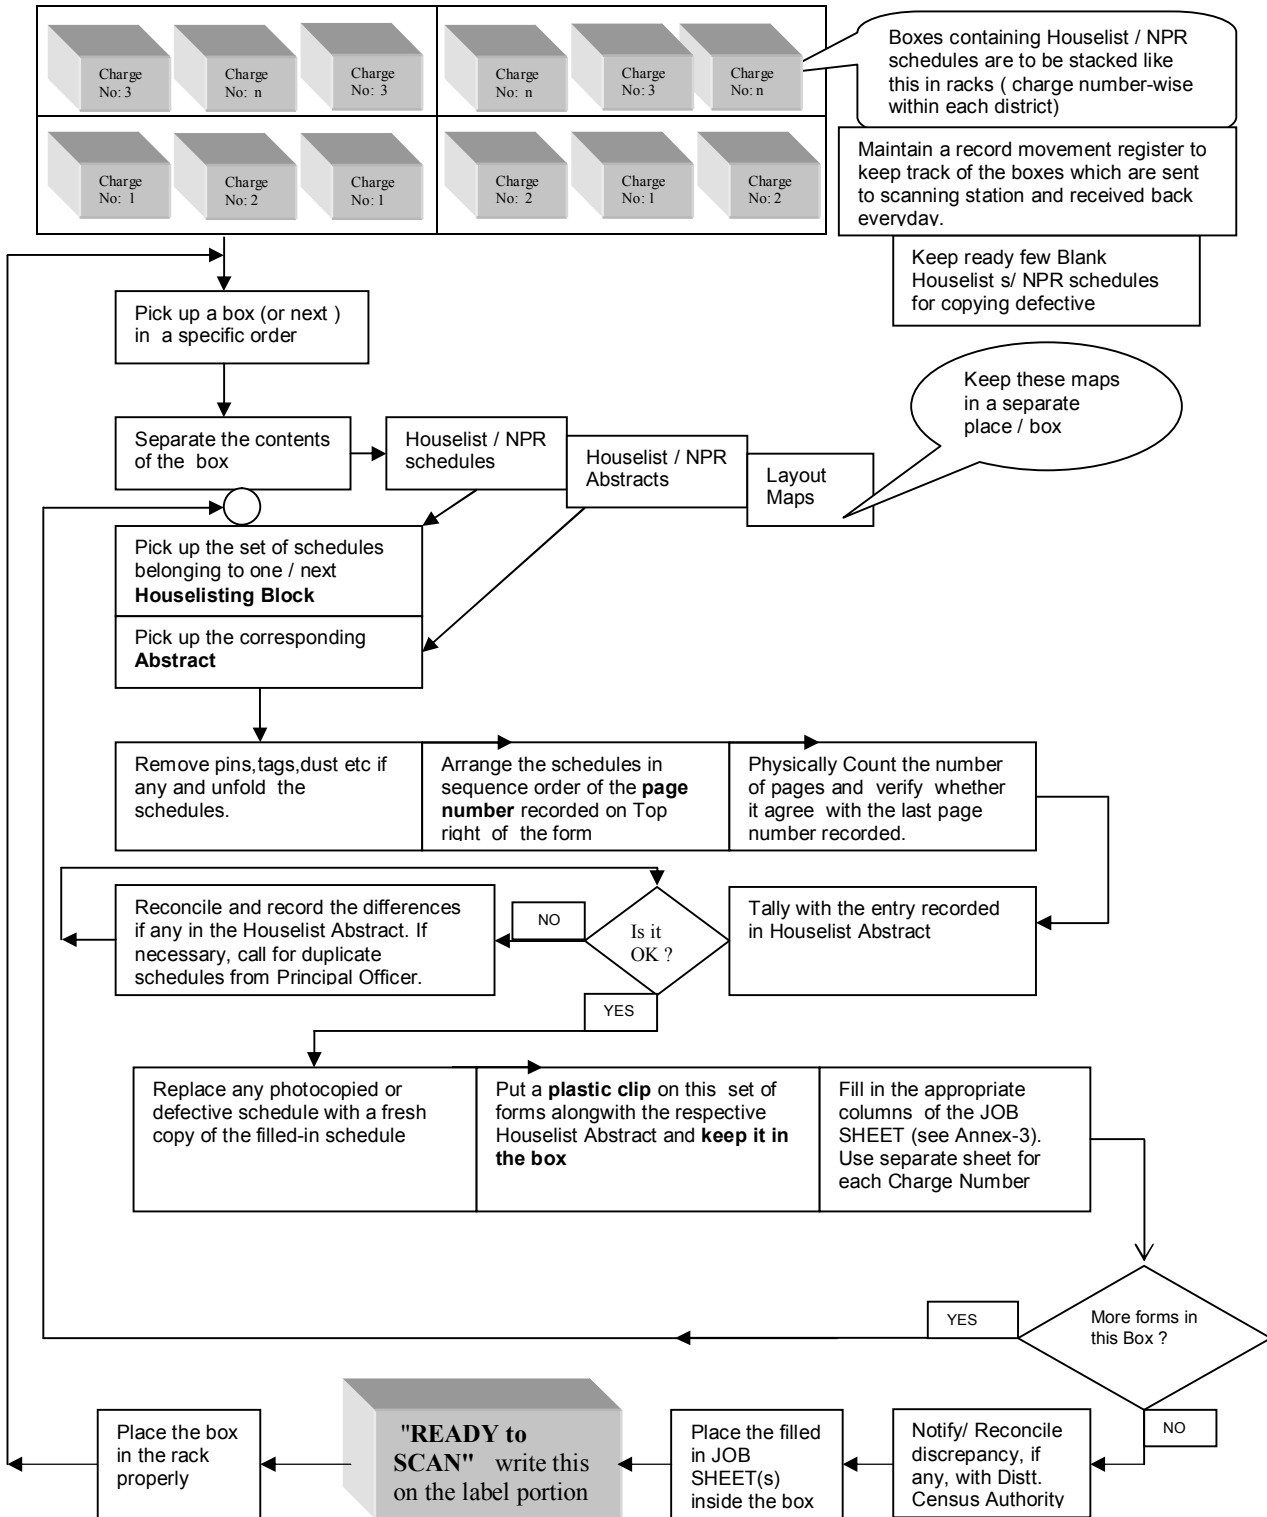 Charge
No: 3
Charge
No: n
Charge
No: 3
Charge
No: n
Charge
No: 3
Charge
No: n
Boxes containing Houselist / NPR
schedules are to be stacked like
this in racks ( charge number-wise
within each district)
Charge
No: 1
Charge
No: 2
Charge
No: 1
Charge
No: 2
Charge
No: 1
Charge
No: 2
Maintain a record movement register to
keep track of the boxes which are sent
to scanning station and received back
everyday.
Keep ready few Blank
Houselist s/ NPR schedules
for copying defective
Pick up a box (or next )
in a specific order
Keep these maps
in a separate
place / box
Separate the contents
of the box
Houselist / NPR
schedules
Houselist / NPR
Abstracts
Layout
Maps
Pick up the set of schedules
belonging to one / next
Houselisting Block
Pick up the corresponding
Abstract
Remove pins,tags,dust etc if
any and unfold the
schedules.
Arrange the schedules in
sequence order of the page
number recorded on Top
right of the form
Physically Count the number
of pages and verify whether
it agree with the last page
number recorded.
Reconcile and record the differences
if any in the Houselist Abstract. If
necessary, call for duplicate
schedules from Principal Officer.
NO
Is it
OK ?
Tally with the entry recorded
in Houselist Abstract
YES
Replace any photocopied or
defective schedule with a fresh
copy of the filled-in schedule
Put a plastic clip on this set of
forms alongwith the respective
Houselist Abstract and keep it in
the box
Fill in the appropriate
columns of the JOB
SHEET (see Annex-3).
Use separate sheet for
each Charge Number
YES
More forms in
this Box ?
NO
Place the box
in the rack
properly
"READY to
SCAN" write this
on the label portion
Place the filled
in JOB
SHEET(s)
inside the box
Notify/ Reconcile
discrepancy, if
any, with Distt.
Census Authority